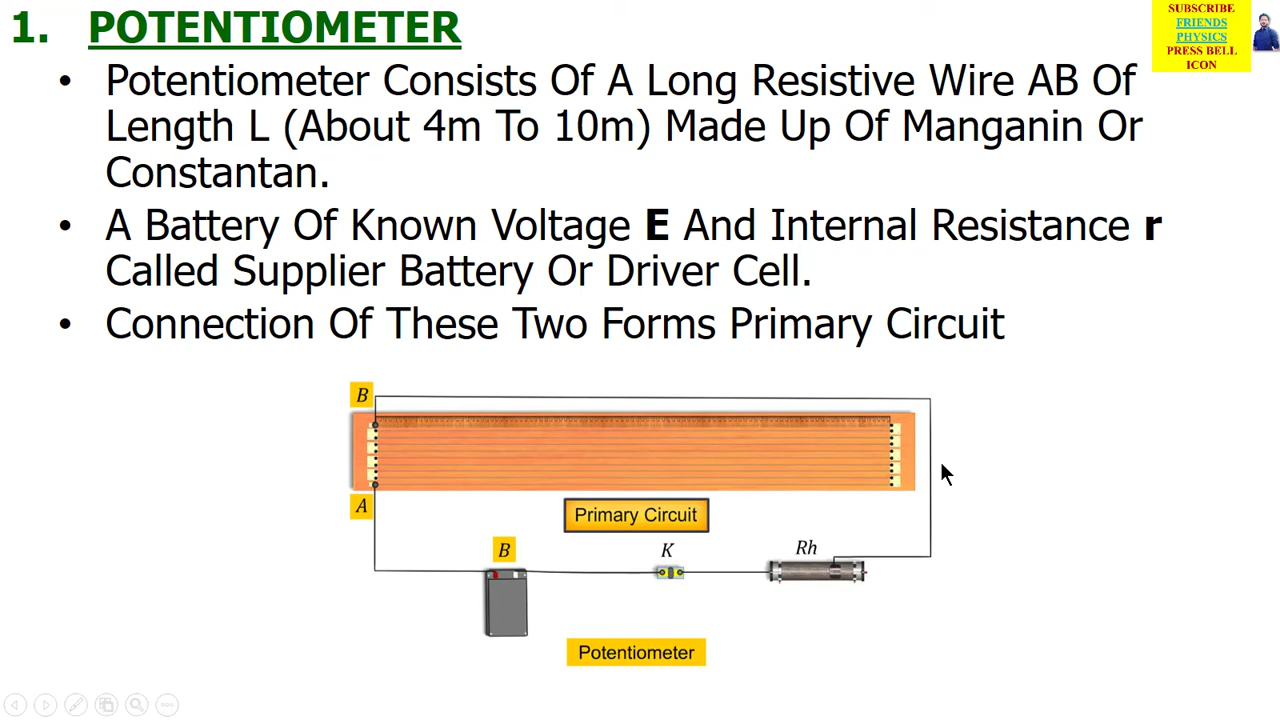 1. POTENTIOMETER
SUBSCRIBE
FRIENDS
PHYSICS
PRESS BELL
ICON
• Potentiometer Consists Of A Long Resistive Wire AB Of
Length L (About 4m To 10m) Made Up Of Manganin Or
Constantan.
• A Battery Of Known Voltage E And Internal Resistance r
Called Supplier Battery Or Driver Cell.
• Connection Of These Two Forms Primary Circuit
B
A
Primary Circuit
B
K
Rh
Potentiometer